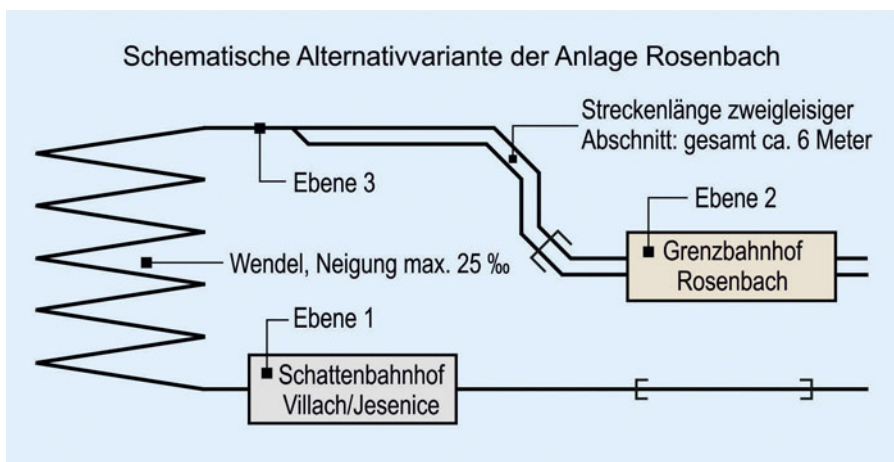 Schematische Alternativvariante der Anlage Rosenbach
Streckenlänge zweigleisiger
Abschnitt: gesamt ca. 6 Meter
Ebene 3
Ebene 2
Wendel, Neigung max. 25 ‰
Grenzbahnhof
Rosenbach
Ebene 1
Schattenbahnhof
Villach/Jesenice